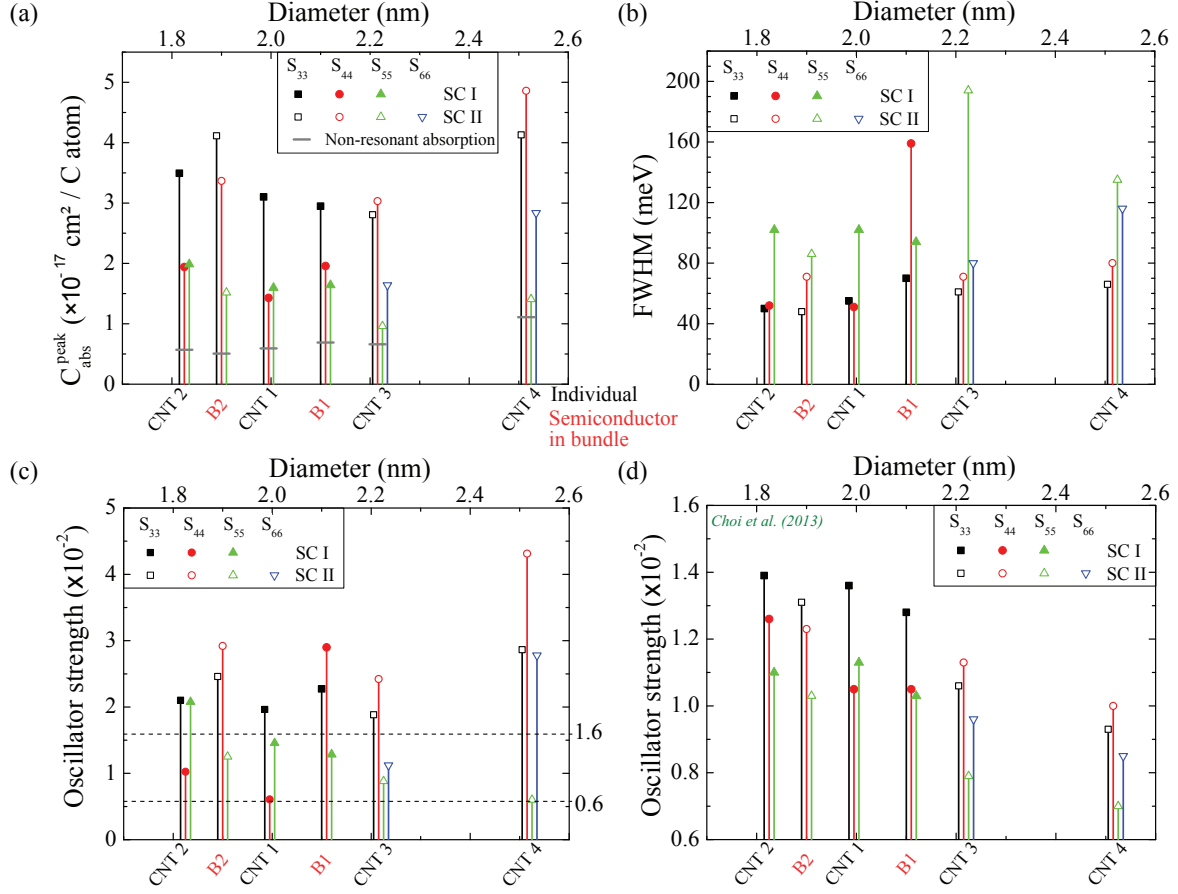 (a)
Diameter (nm)
1.8 2.0 2.2 2.4 2.6
S₃₃ S₄₄ S₅₅ S₆₆
SC I
SC II
Non-resonant absorption
C_abs^peak (×10⁻¹⁷ cm² / C atom)
5
4
3
2
1
0
CNT 2
B2
CNT 1
B1
CNT 3
CNT 4
Individual
Semiconductor
in bundle
(b)
Diameter (nm)
1.8 2.0 2.2 2.4 2.6
S₃₃ S₄₄ S₅₅ S₆₆
SC I
SC II
FWHM (meV)
200
160
120
80
40
0
CNT 2
B2
CNT 1
B1
CNT 3
CNT 4
(c)
Diameter (nm)
1.8 2.0 2.2 2.4 2.6
S₃₃ S₄₄ S₅₅ S₆₆
SC I
SC II
Oscillator strength (×10⁻²)
5
4
3
2
1
0
1.6
0.6
CNT 2
B2
CNT 1
B1
CNT 3
CNT 4
(d)
Diameter (nm)
1.8 2.0 2.2 2.4 2.6
Choi et al. (2013)
S₃₃ S₄₄ S₅₅ S₆₆
SC I
SC II
Oscillator strength (×10⁻²)
1.6
1.4
1.2
1.0
0.8
0.6
CNT 2
B2
CNT 1
B1
CNT 3
CNT 4